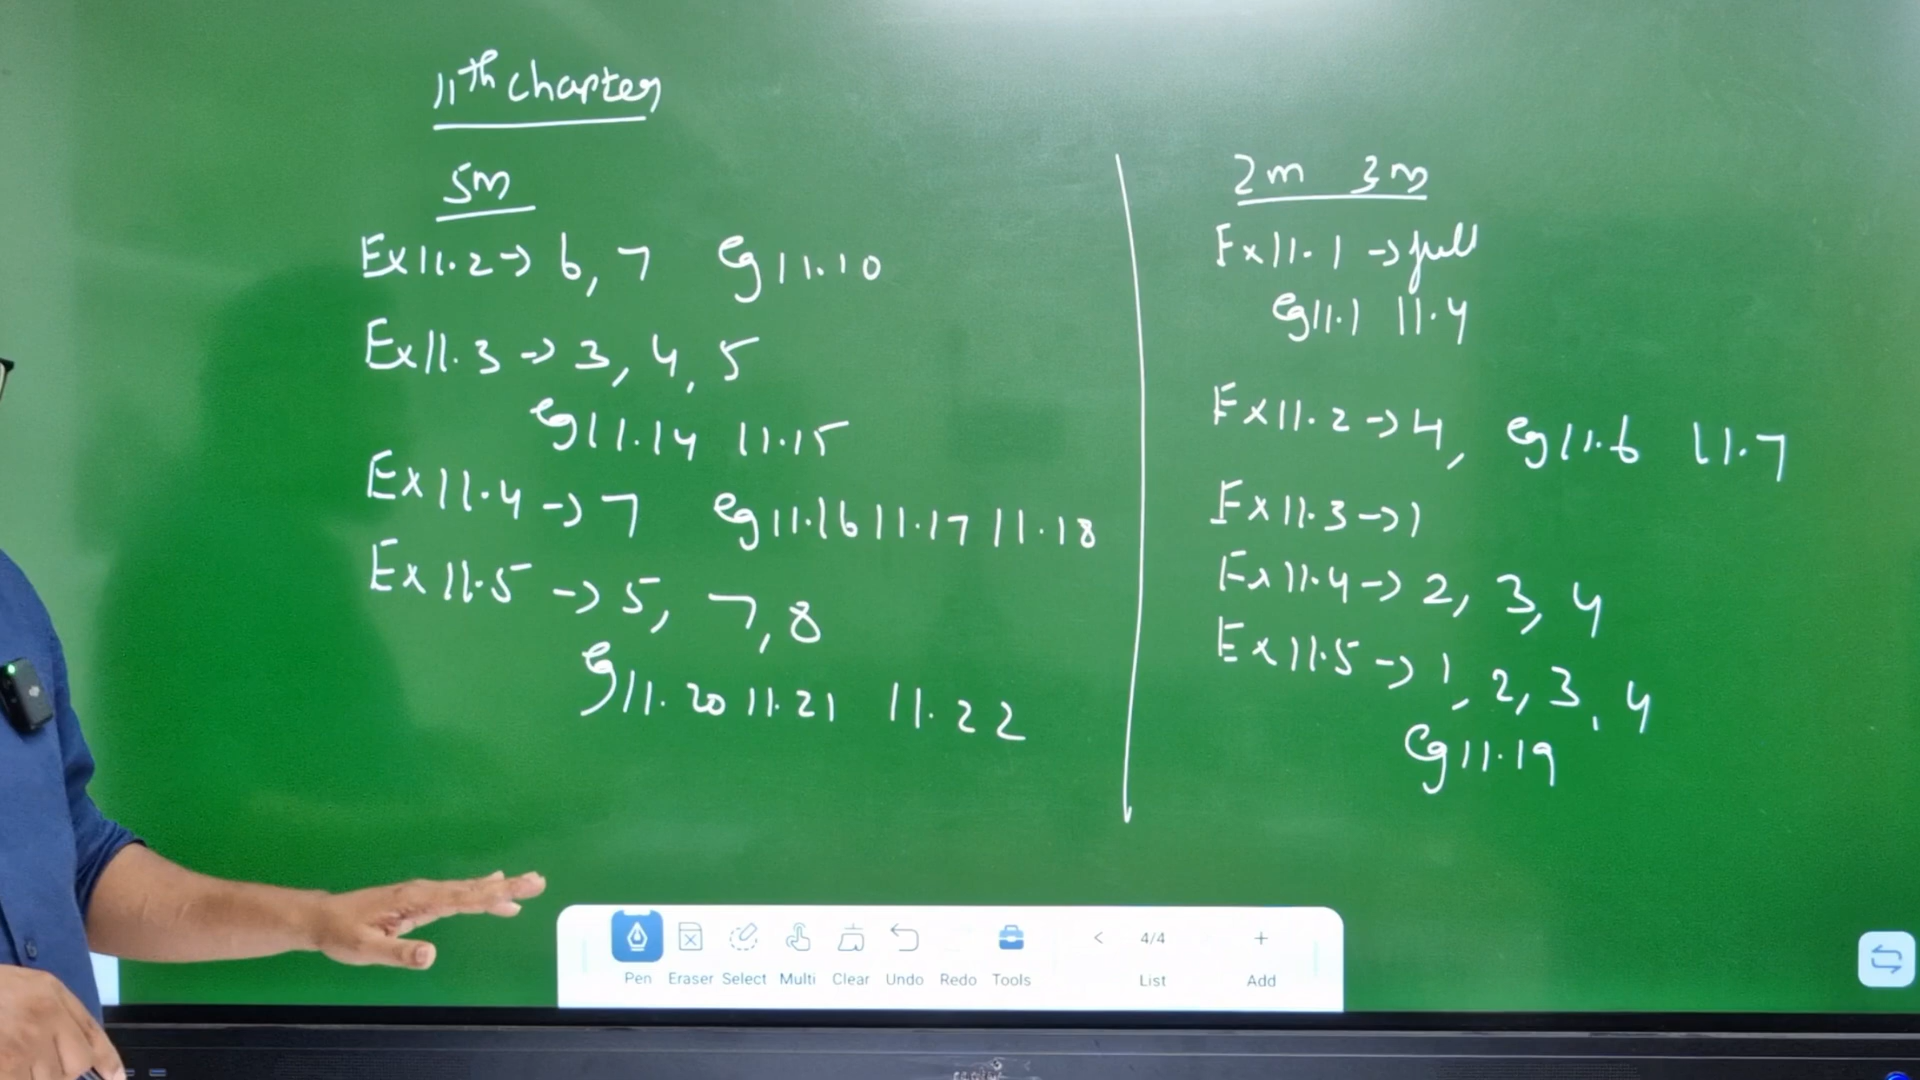 11th chapter
5m
Ex 11.2 → 6, 7 eg 11.10
Ex 11.3 → 3, 4, 5
eg 11.14 11.15
Ex 11.4 → 7 eg 11.16 11.17 11.18
Ex 11.5 → 5, 7, 8
eg 11.20 11.21 11.22
2m 3m
Ex 11.1 → full
eg 11.1 11.4
Ex 11.2 → 4, eg 11.6 11.7
Ex 11.3 → 1
Ex 11.4 → 2, 3, 4
Ex 11.5 → 1, 2, 3, 4
eg 11.19
< 4/4 +
Pen Eraser Select Multi Clear Undo Redo Tools List Add